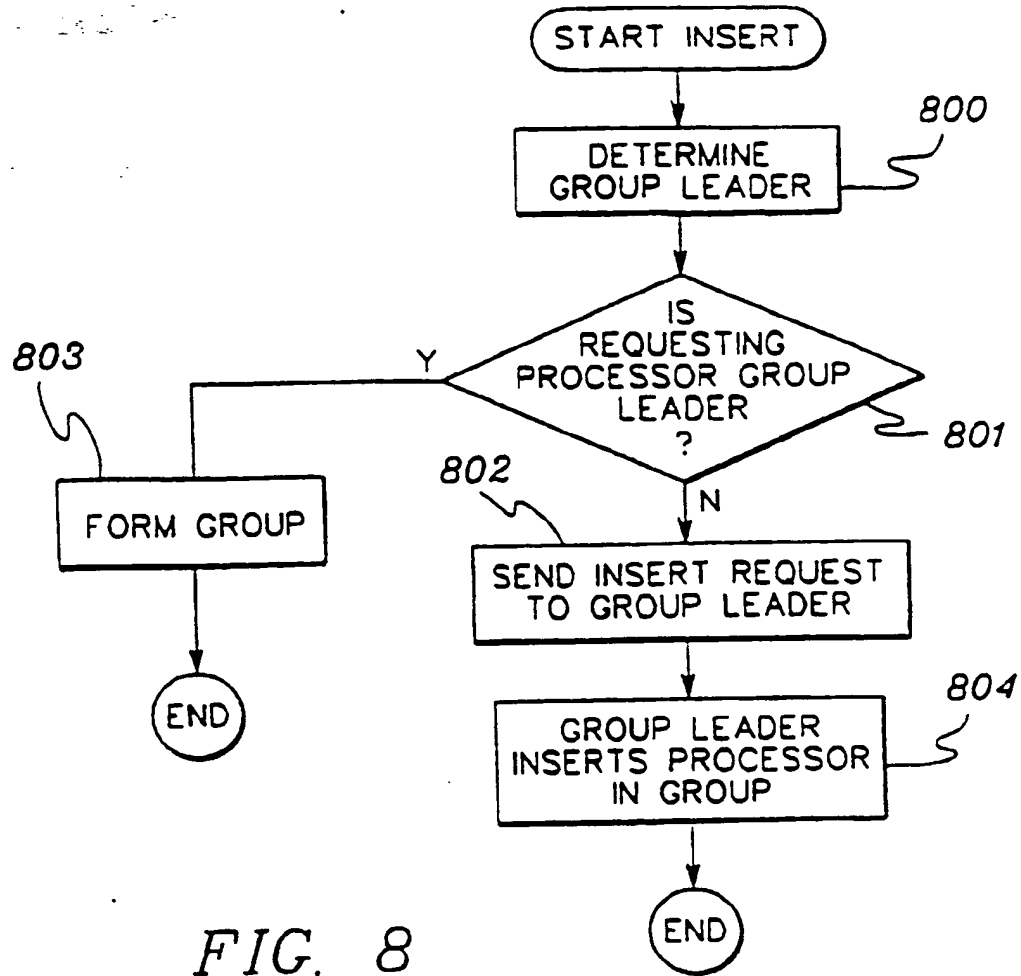 START INSERT
800
DETERMINE
GROUP LEADER
IS
REQUESTING
PROCESSOR GROUP
LEADER
?
801
Y
803
FORM GROUP
END
N
802
SEND INSERT REQUEST
TO GROUP LEADER
804
GROUP LEADER
INSERTS PROCESSOR
IN GROUP
END
FIG. 8